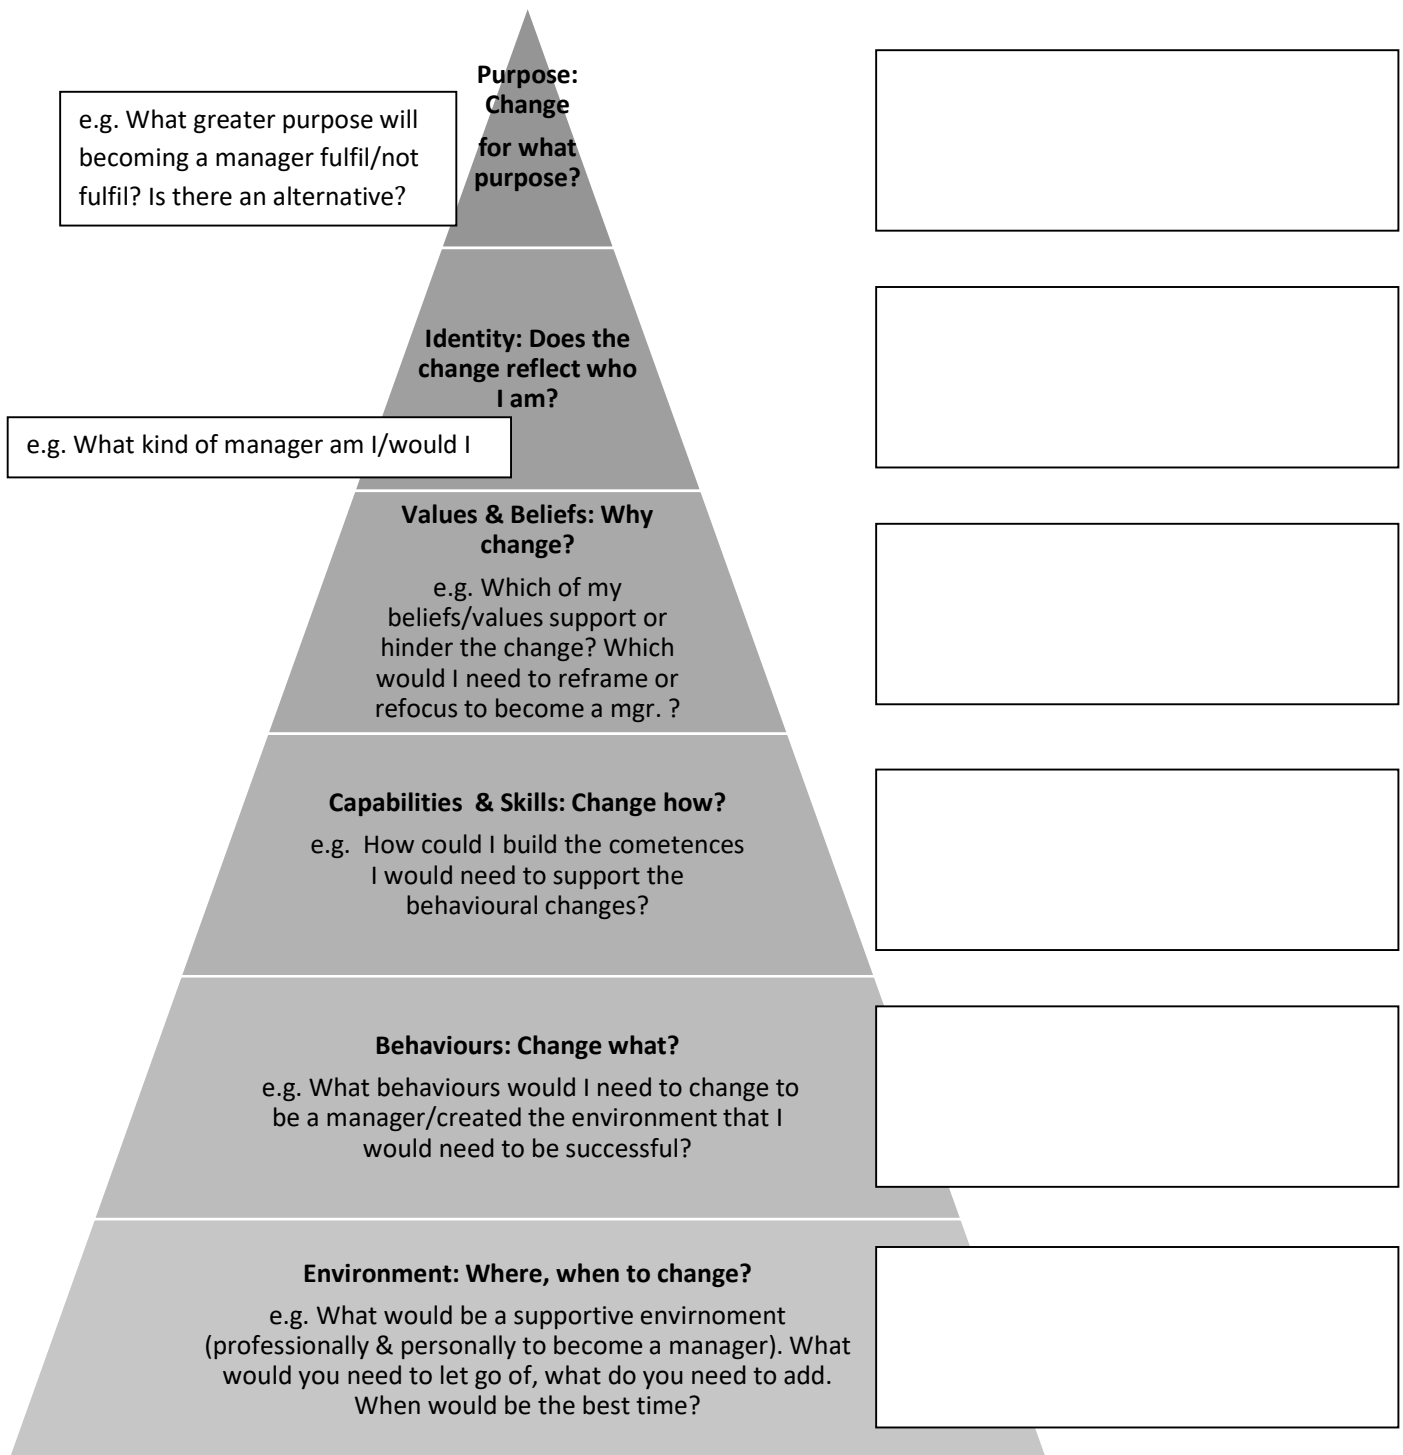 Purpose:
Change
for what
purpose?
e.g. What greater purpose will
becoming a manager fulfil/not
fulfil? Is there an alternative?
Identity: Does the
change reflect who
I am?
e.g. What kind of manager am I/would I
Values & Beliefs: Why
change?
e.g. Which of my
beliefs/values support or
hinder the change? Which
would I need to reframe or
refocus to become a mgr. ?
Capabilities & Skills: Change how?
e.g. How could I build the cometences
I would need to support the
behavioural changes?
Behaviours: Change what?
e.g. What behaviours would I need to change to
be a manager/created the environment that I
would need to be successful?
Environment: Where, when to change?
e.g. What would be a supportive envirnoment
(professionally & personally to become a manager). What
would you need to let go of, what do you need to add.
When would be the best time?